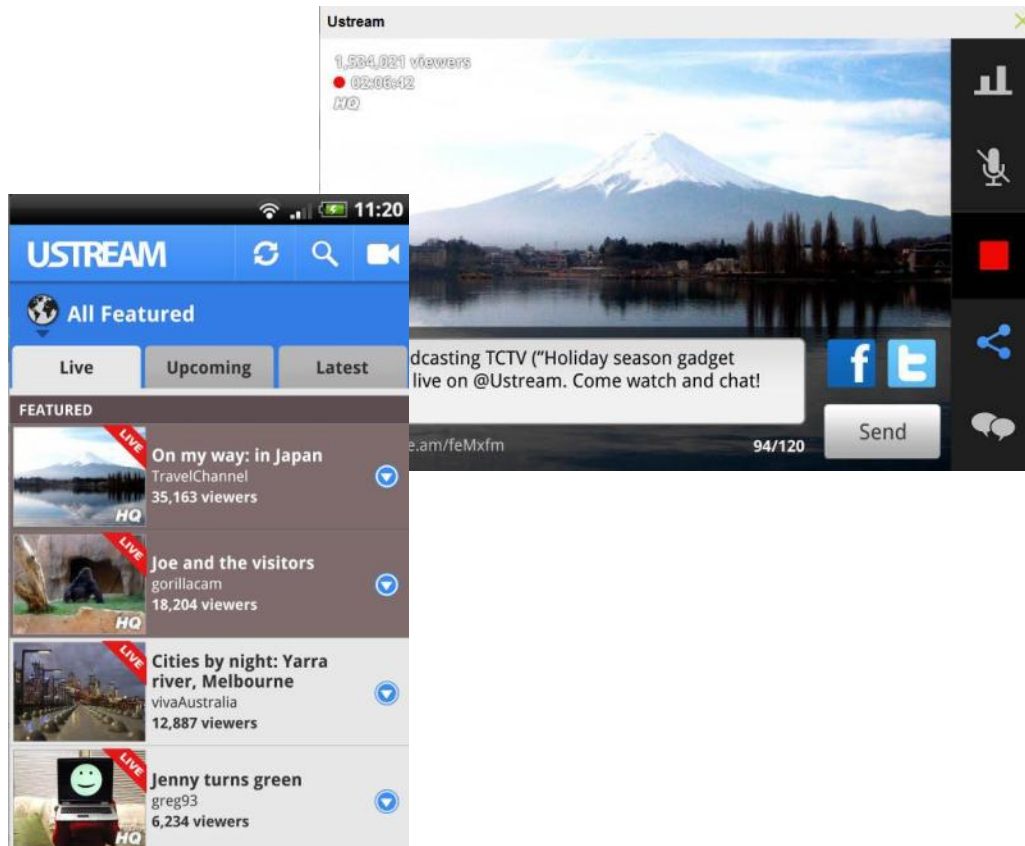 Ustream
1,534,821 viewers
02:06:42
HQ
dcasting TCTV ("Holiday season gadget
live on @Ustream. Come watch and chat!
e.am/feMxfm
94/120
Send
11:20
USTREAM
All Featured
Live
Upcoming
Latest
FEATURED
LIVE
On my way: in Japan
TravelChannel
35,163 viewers
HQ
LIVE
Joe and the visitors
gorillacam
18,204 viewers
HQ
LIVE
Cities by night: Yarra
river, Melbourne
vivaAustralia
12,887 viewers
LIVE
Jenny turns green
greg93
6,234 viewers
HQ